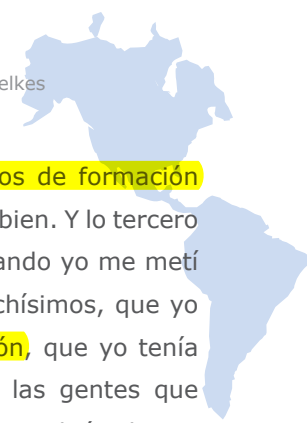 elkes
os de formación
bien. Y lo tercero
ando yo me metí
chísimos, que yo
ón, que yo tenía
las gentes que